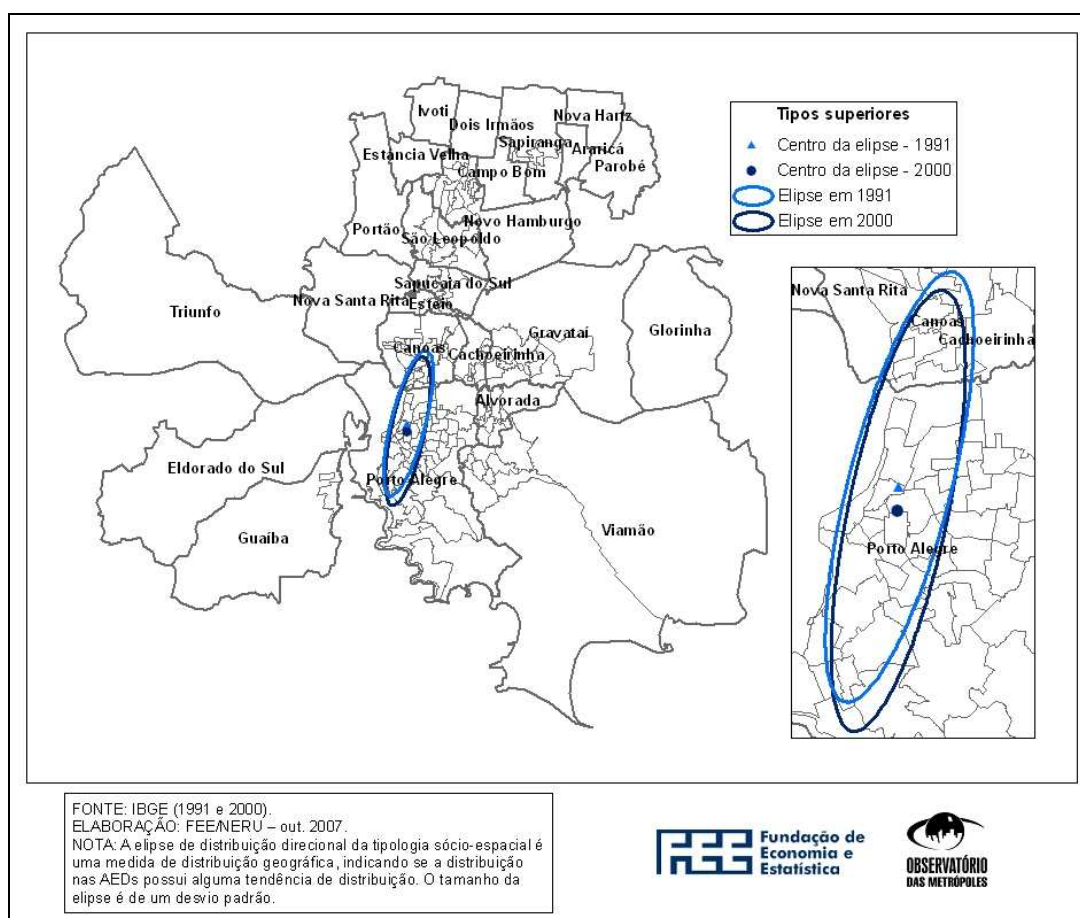 Ivoti
Dois Irmãos
Nova Hartz
Sapiranga
Estância Velha
Araricá
Campo Bom
Parobé
Portão
Novo Hamburgo
São Leopoldo
Sapucaia do Sul
Nova Santa Rita
Esteio
Triunfo
Gravataí
Glorinha
Canoas
Cachoeirinha
Alvorada
Eldorado do Sul
Porto Alegre
Guaíba
Viamão
Tipos superiores
Centro da elipse - 1991
Centro da elipse - 2000
Elipse em 1991
Elipse em 2000
Nova Santa Rita
Canoas
Cachoeirinha
Porto Alegre
FONTE: IBGE (1991 e 2000).
ELABORAÇÃO: FEE/NERU – out. 2007.
NOTA: A elipse de distribuição direcional da tipologia sócio-espacial é
uma medida de distribuição geográfica, indicando se a distribuição
nas AEDs possui alguma tendência de distribuição. O tamanho da
elipse é de um desvio padrão.
FEE
Fundação de
Economia e
Estatística
OBSERVATÓRIO
DAS METRÓPOLES